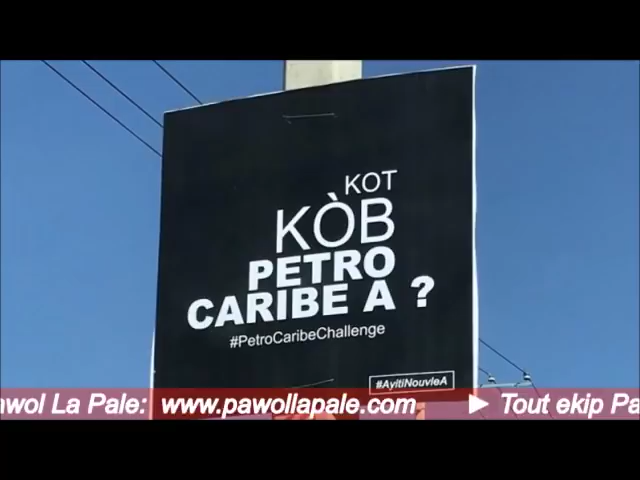 KOT
KÒB
PETRO
CARIBE A ?
#PetroCaribeChallenge
#AyitiNouvleA
awol La Pale: www.pawollapale.com ► Tout ekip Pa